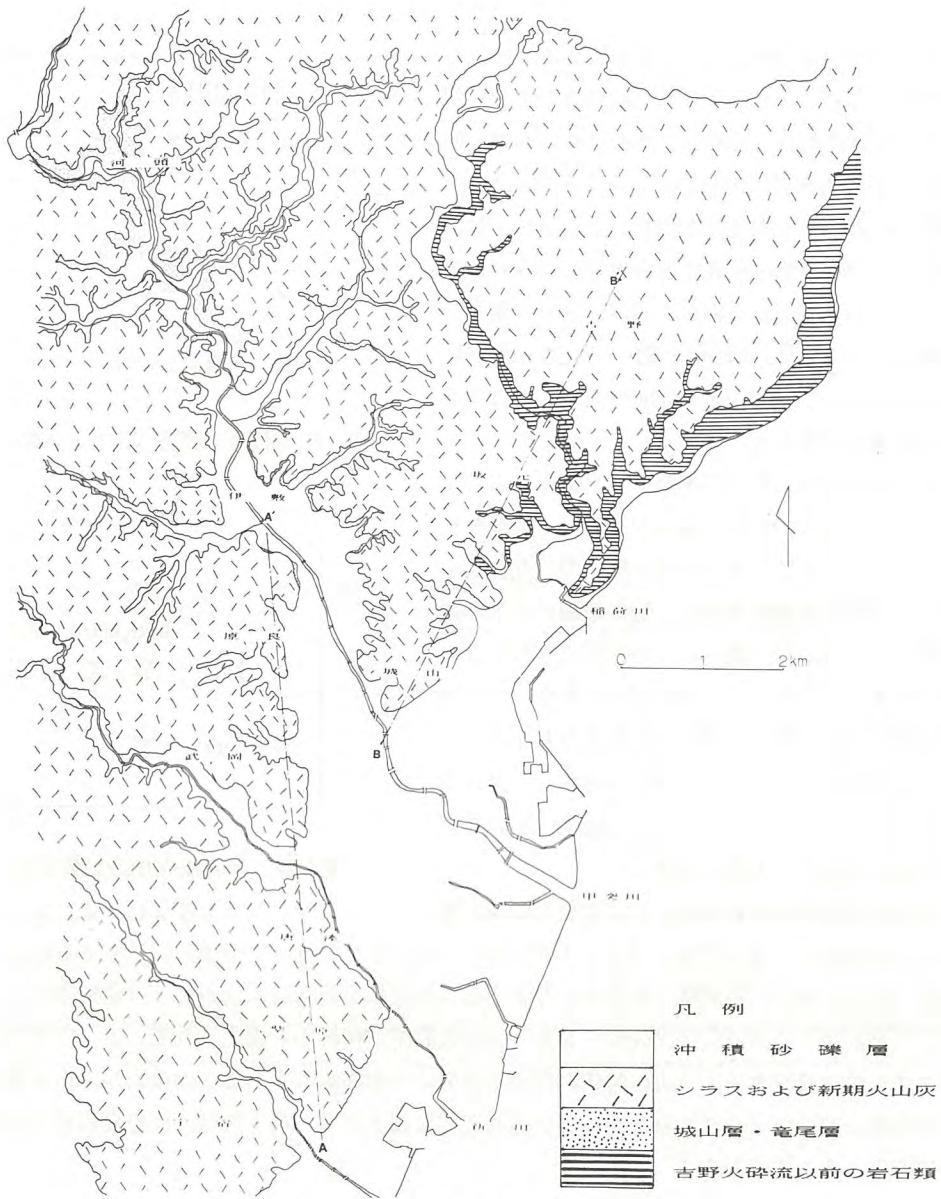 河頭
B'
吉野
坂元
伊敷
A'
稲荷川
原良
0 1 2km
城山
B
武岡
甲突川
唐湊
凡例
沖積砂礫層
シラスおよび新期火山灰
城山層・竜尾層
A
吉野火砕流以前の岩石類